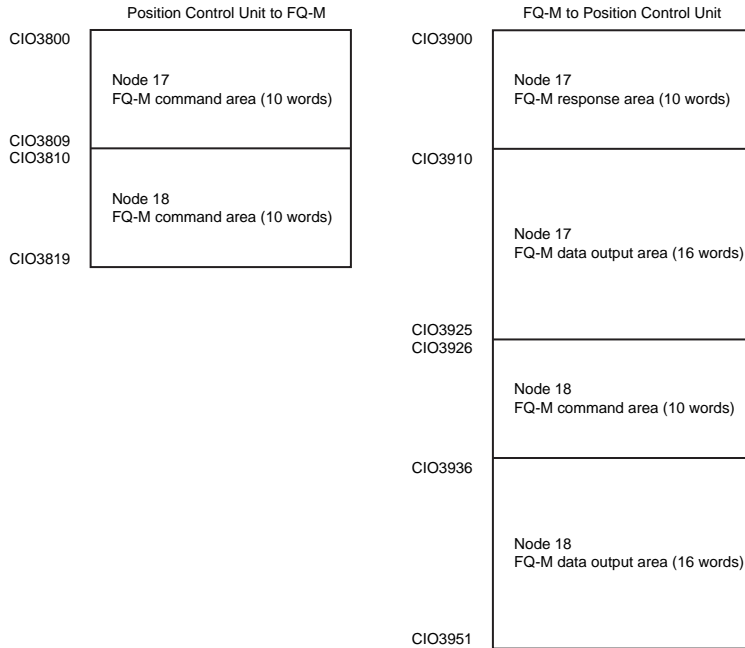 Position Control Unit to FQ-M
CIO3800
Node 17
FQ-M command area (10 words)
CIO3809
CIO3810
Node 18
FQ-M command area (10 words)
CIO3819
FQ-M to Position Control Unit
CIO3900
Node 17
FQ-M response area (10 words)
CIO3910
Node 17
FQ-M data output area (16 words)
CIO3925
CIO3926
Node 18
FQ-M command area (10 words)
CIO3936
Node 18
FQ-M data output area (16 words)
CIO3951